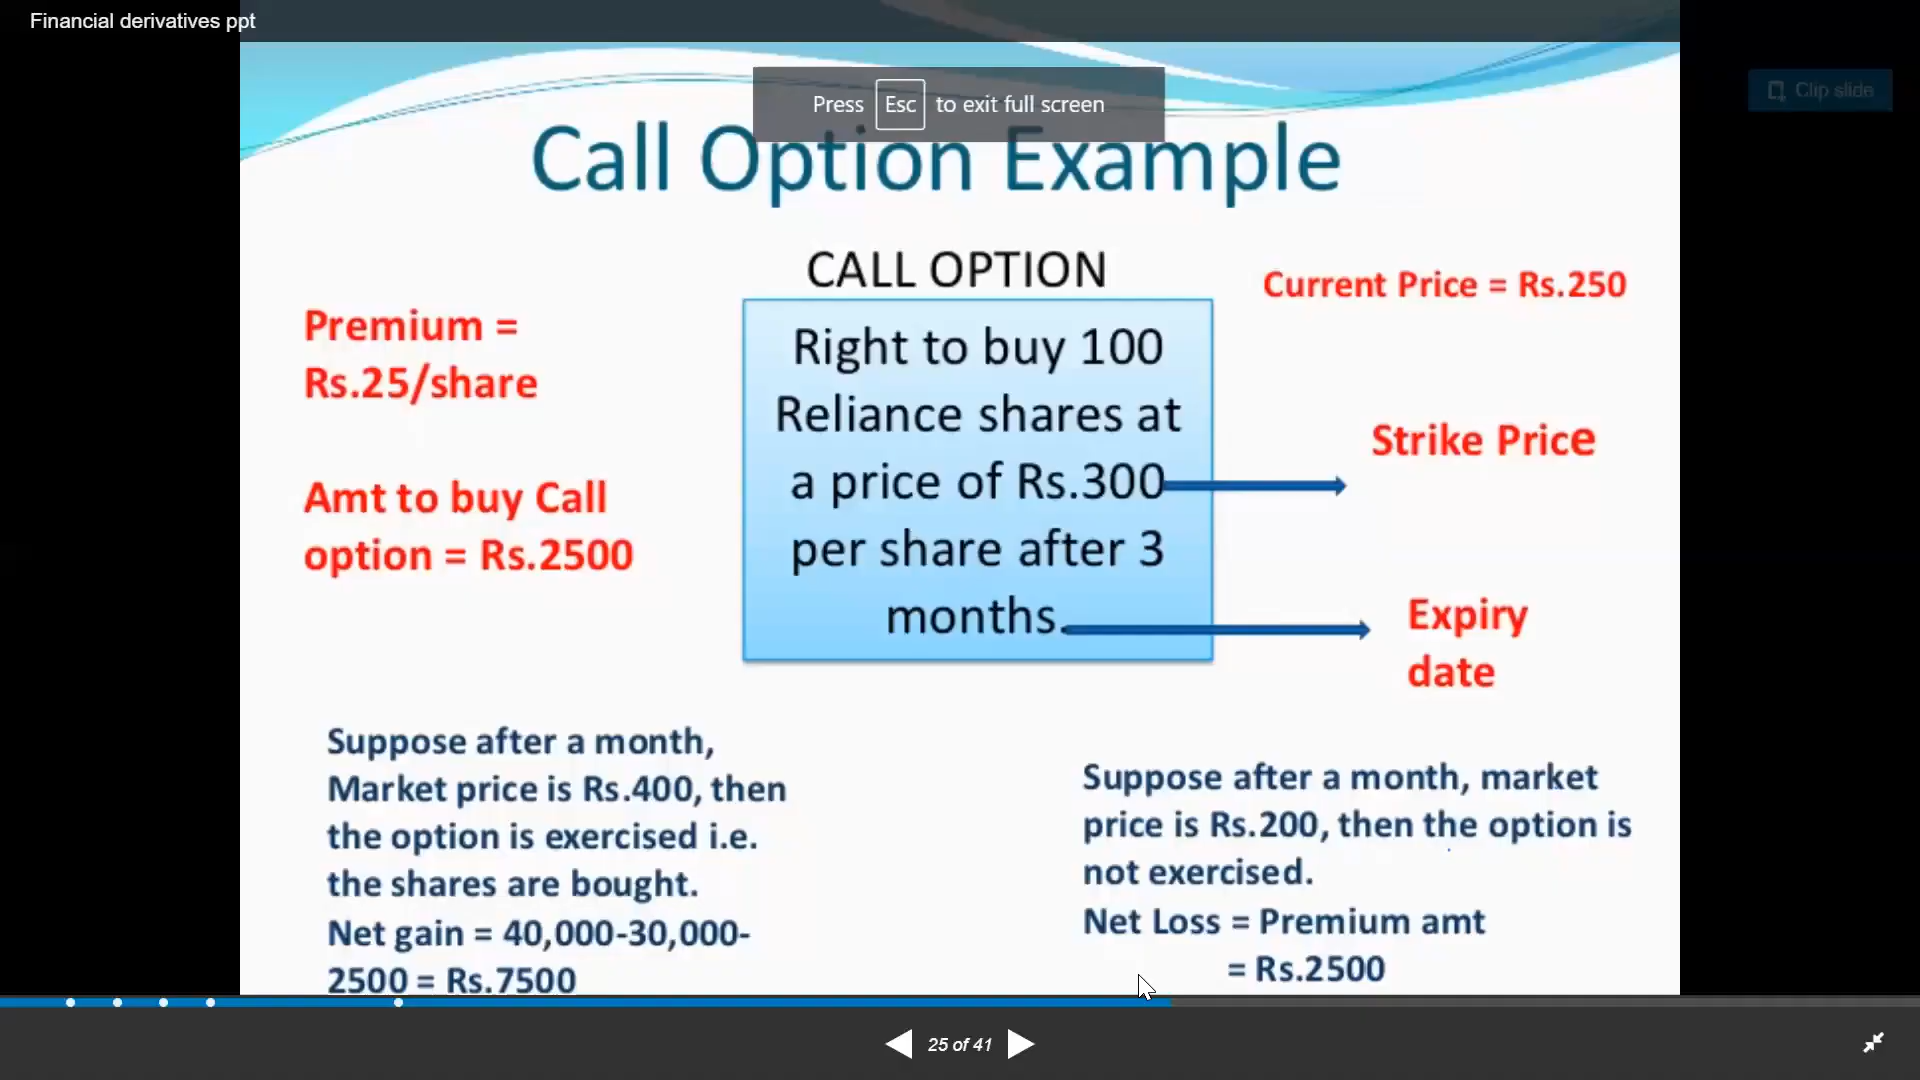 Financial derivatives ppt
Press Esc to exit full screen
Clip slide
Call Option Example
CALL OPTION
Current Price = Rs.250
Premium =
Rs.25/share
Amt to buy Call
option = Rs.2500
Right to buy 100
Reliance shares at
a price of Rs.300
per share after 3
months.
Strike Price
Expiry
date
Suppose after a month,
Market price is Rs.400, then
the option is exercised i.e.
the shares are bought.
Net gain = 40,000-30,000-
2500 = Rs.7500
Suppose after a month, market
price is Rs.200, then the option is
not exercised.
Net Loss = Premium amt
= Rs.2500
25 of 41